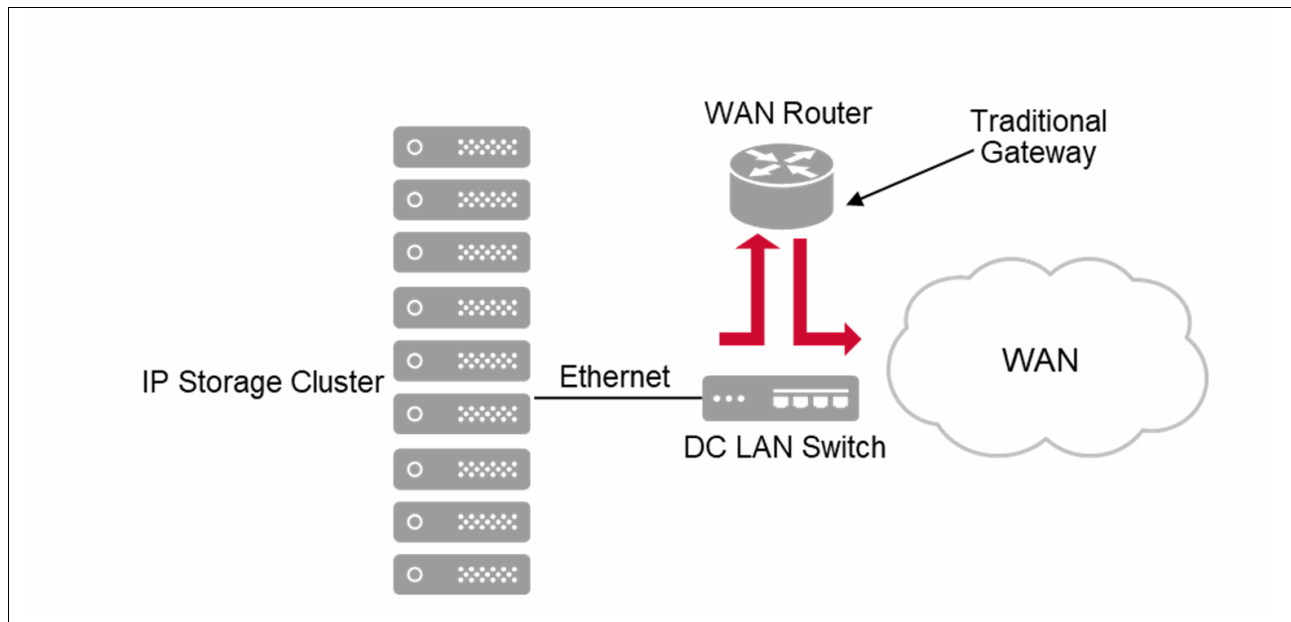 WAN Router
Traditional
Gateway
IP Storage Cluster
Ethernet
DC LAN Switch
WAN